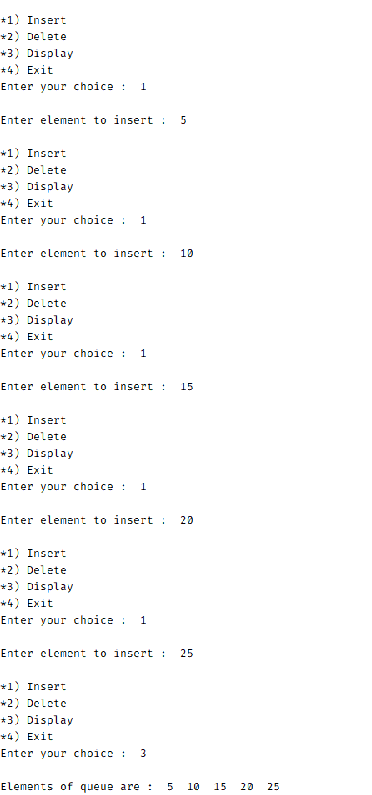 *1) Insert
*2) Delete
*3) Display
*4) Exit
Enter your choice :  1
Enter element to insert :  5
*1) Insert
*2) Delete
*3) Display
*4) Exit
Enter your choice :  1
Enter element to insert :  10
*1) Insert
*2) Delete
*3) Display
*4) Exit
Enter your choice :  1
Enter element to insert :  15
*1) Insert
*2) Delete
*3) Display
*4) Exit
Enter your choice :  1
Enter element to insert :  20
*1) Insert
*2) Delete
*3) Display
*4) Exit
Enter your choice :  1
Enter element to insert :  25
*1) Insert
*2) Delete
*3) Display
*4) Exit
Enter your choice :  3
Elements of queue are :  5  10  15  20  25